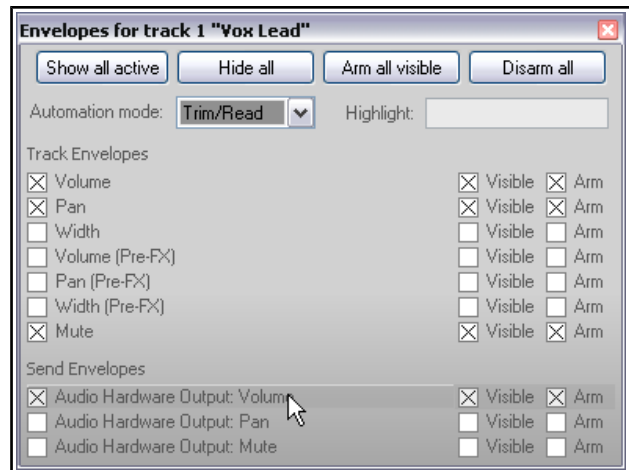 Envelopes for track 1 "Vox Lead"
Show all active Hide all Arm all visible Disarm all
Automation mode: Trim/Read Highlight:
Track Envelopes
Volume Visible Arm
Pan Visible Arm
Width Visible Arm
Volume (Pre-FX) Visible Arm
Pan (Pre-FX) Visible Arm
Width (Pre-FX) Visible Arm
Mute Visible Arm
Send Envelopes
Audio Hardware Output: Volume Visible Arm
Audio Hardware Output: Pan Visible Arm
Audio Hardware Output: Mute Visible Arm